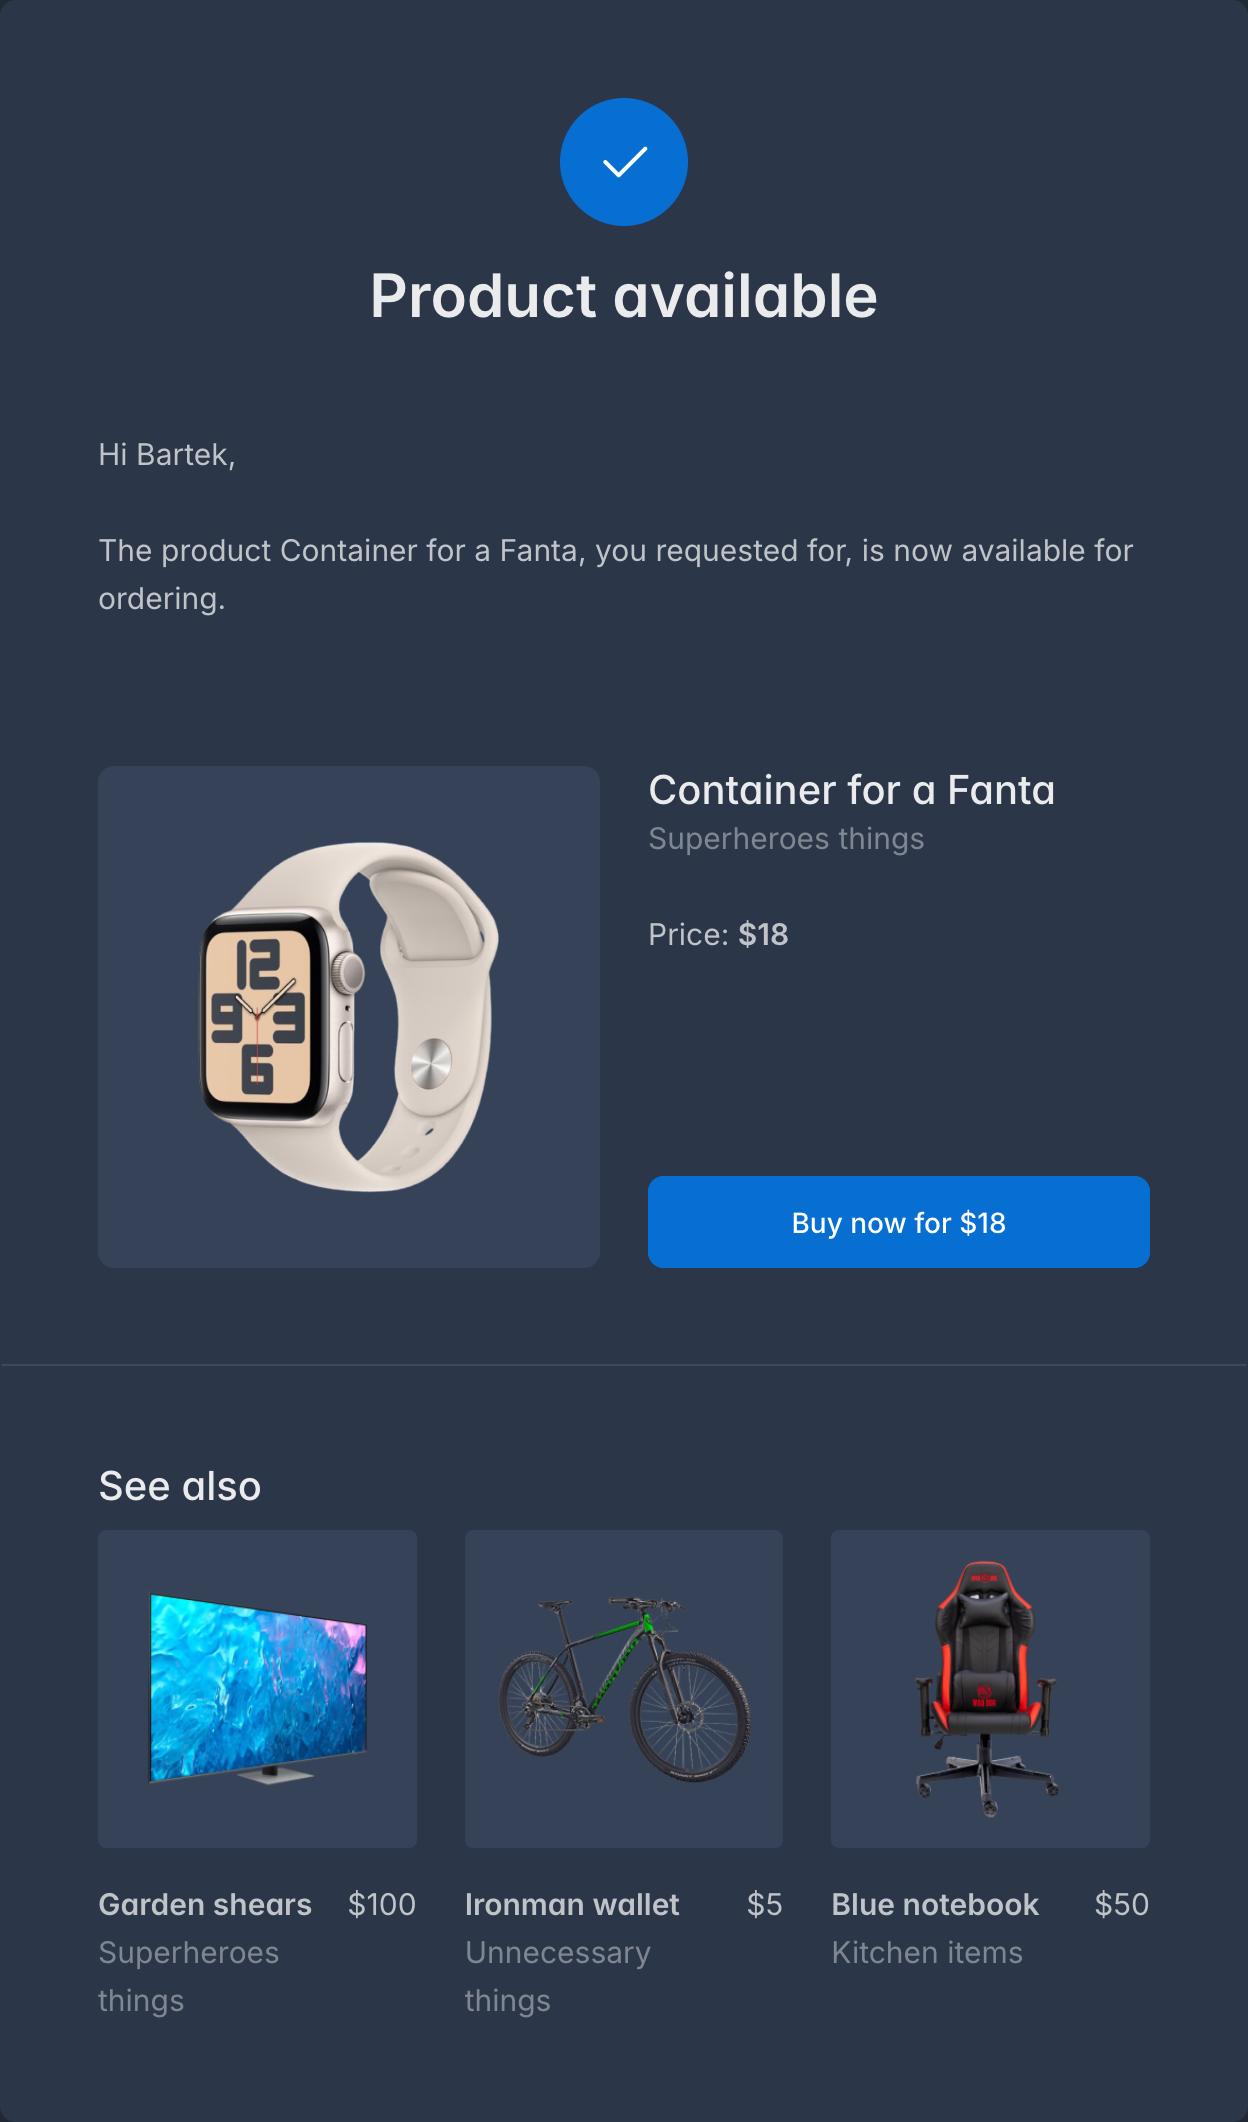 Product available
Hi Bartek,
The product Container for a Fanta, you requested for, is now available for
ordering.
12
9 3
6
Container for a Fanta
Superheroes things
Price: $18
Buy now for $18
See also
Garden shears $100
Superheroes
things
Ironman wallet $5
Unnecessary
things
Blue notebook $50
Kitchen items